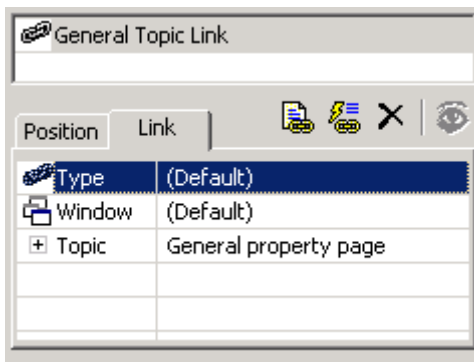 General Topic Link
Position Link
Type (Default)
Window (Default)
Topic General property page